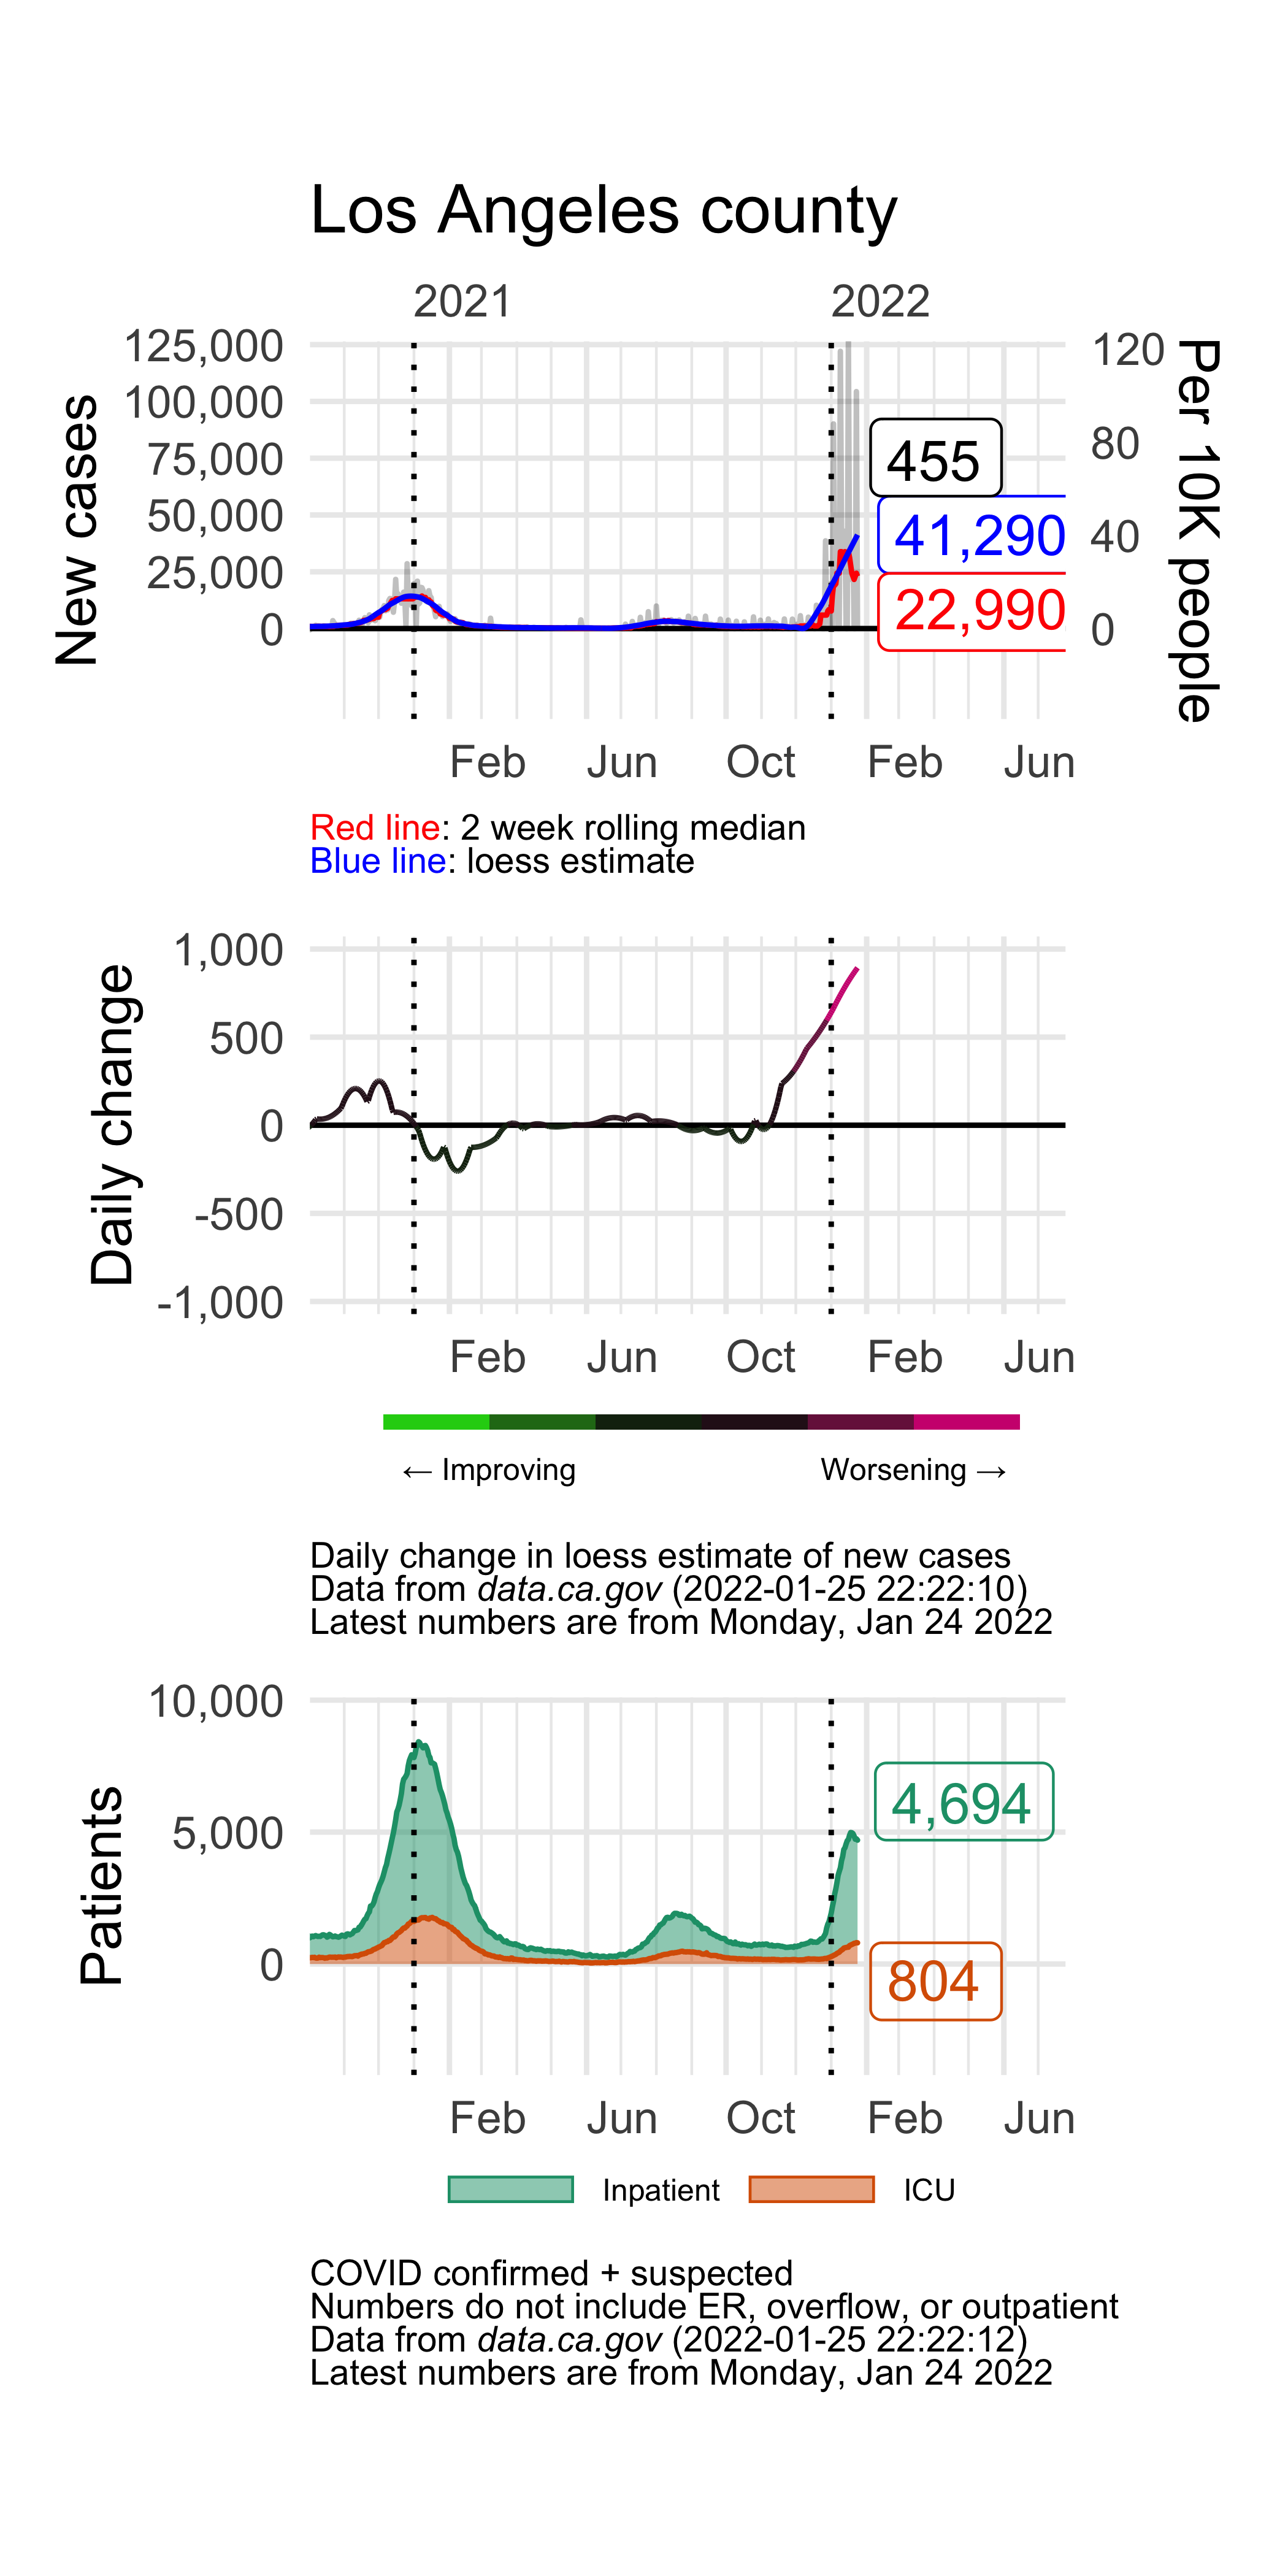 Los Angeles county
2021 2022
New cases
125,000
100,000
75,000
50,000
25,000
0
120
80
40
0
Per 10K people
455
41,290
22,990
Feb Jun Oct Feb Jun
Red line: 2 week rolling median
Blue line: loess estimate
Daily change
1,000
500
0
-500
-1,000
Feb Jun Oct Feb Jun
← Improving Worsening →
Daily change in loess estimate of new cases
Data from data.ca.gov (2022-01-25 22:22:10)
Latest numbers are from Monday, Jan 24 2022
Patients
10,000
5,000
0
4,694
804
Feb Jun Oct Feb Jun
Inpatient ICU
COVID confirmed + suspected
Numbers do not include ER, overflow, or outpatient
Data from data.ca.gov (2022-01-25 22:22:12)
Latest numbers are from Monday, Jan 24 2022